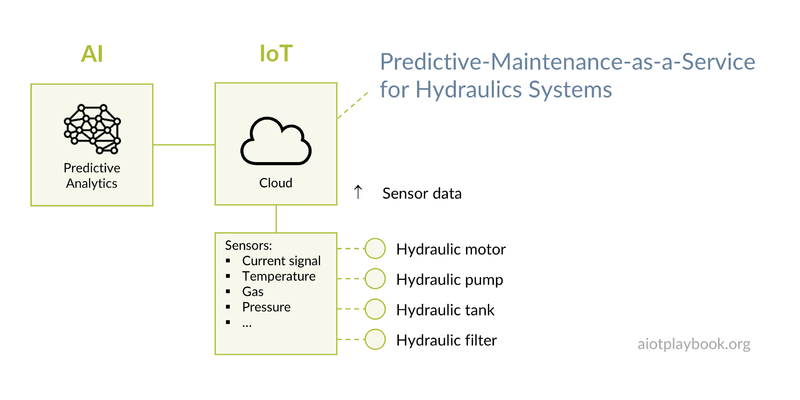 AI
IoT
Predictive-Maintenance-as-a-Service
for Hydraulics Systems
Predictive
Analytics
Cloud
↑ Sensor data
Sensors:
▪ Current signal
▪ Temperature
▪ Gas
▪ Pressure
▪ ...
Hydraulic motor
Hydraulic pump
Hydraulic tank
Hydraulic filter
aiotplaybook.org